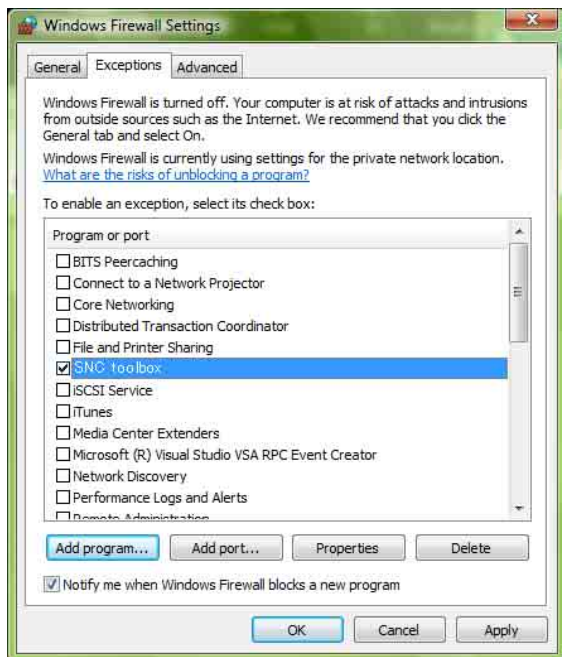 Windows Firewall Settings
General
Exceptions
Advanced
Windows Firewall is turned off. Your computer is at risk of attacks and intrusions
from outside sources such as the Internet. We recommend that you click the
General tab and select On.
Windows Firewall is currently using settings for the private network location.
What are the risks of unblocking a program?
To enable an exception, select its check box:
Program or port
BITS Peercaching
Connect to a Network Projector
Core Networking
Distributed Transaction Coordinator
File and Printer Sharing
SNC toolbox
iSCSI Service
iTunes
Media Center Extenders
Microsoft (R) Visual Studio VSA RPC Event Creator
Network Discovery
Performance Logs and Alerts
Remote Administration
Add program...
Add port...
Properties
Delete
Notify me when Windows Firewall blocks a new program
OK
Cancel
Apply